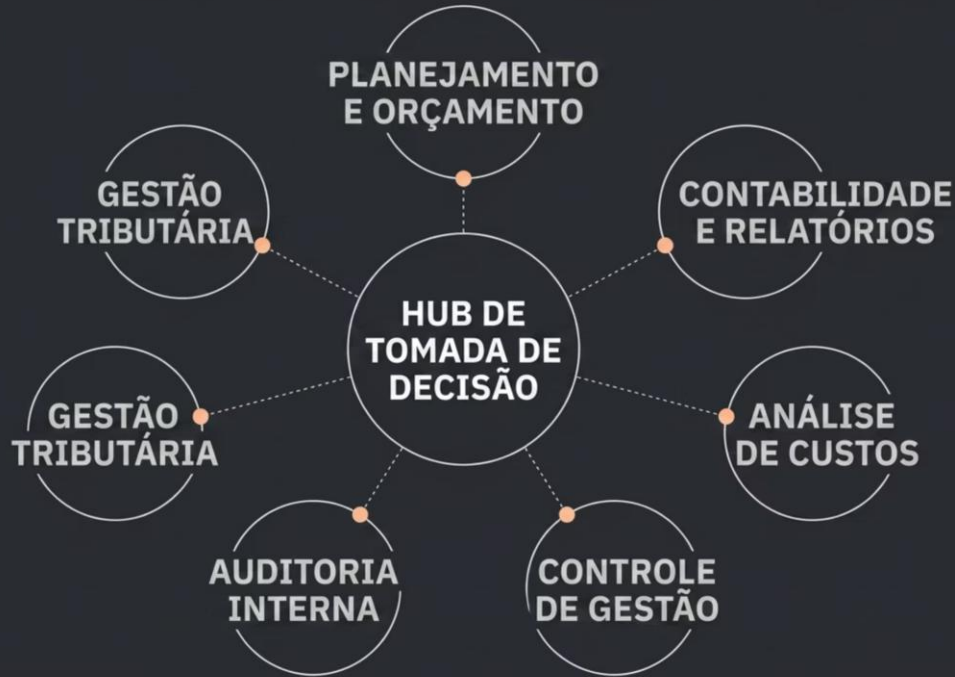 PLANEJAMENTO
E ORÇAMENTO
GESTÃO
TRIBUTÁRIA
CONTABILIDADE
E RELATÓRIOS
HUB DE
TOMADA DE
DECISÃO
GESTÃO
TRIBUTÁRIA
ANÁLISE
DE CUSTOS
AUDITORIA
INTERNA
CONTROLE
DE GESTÃO